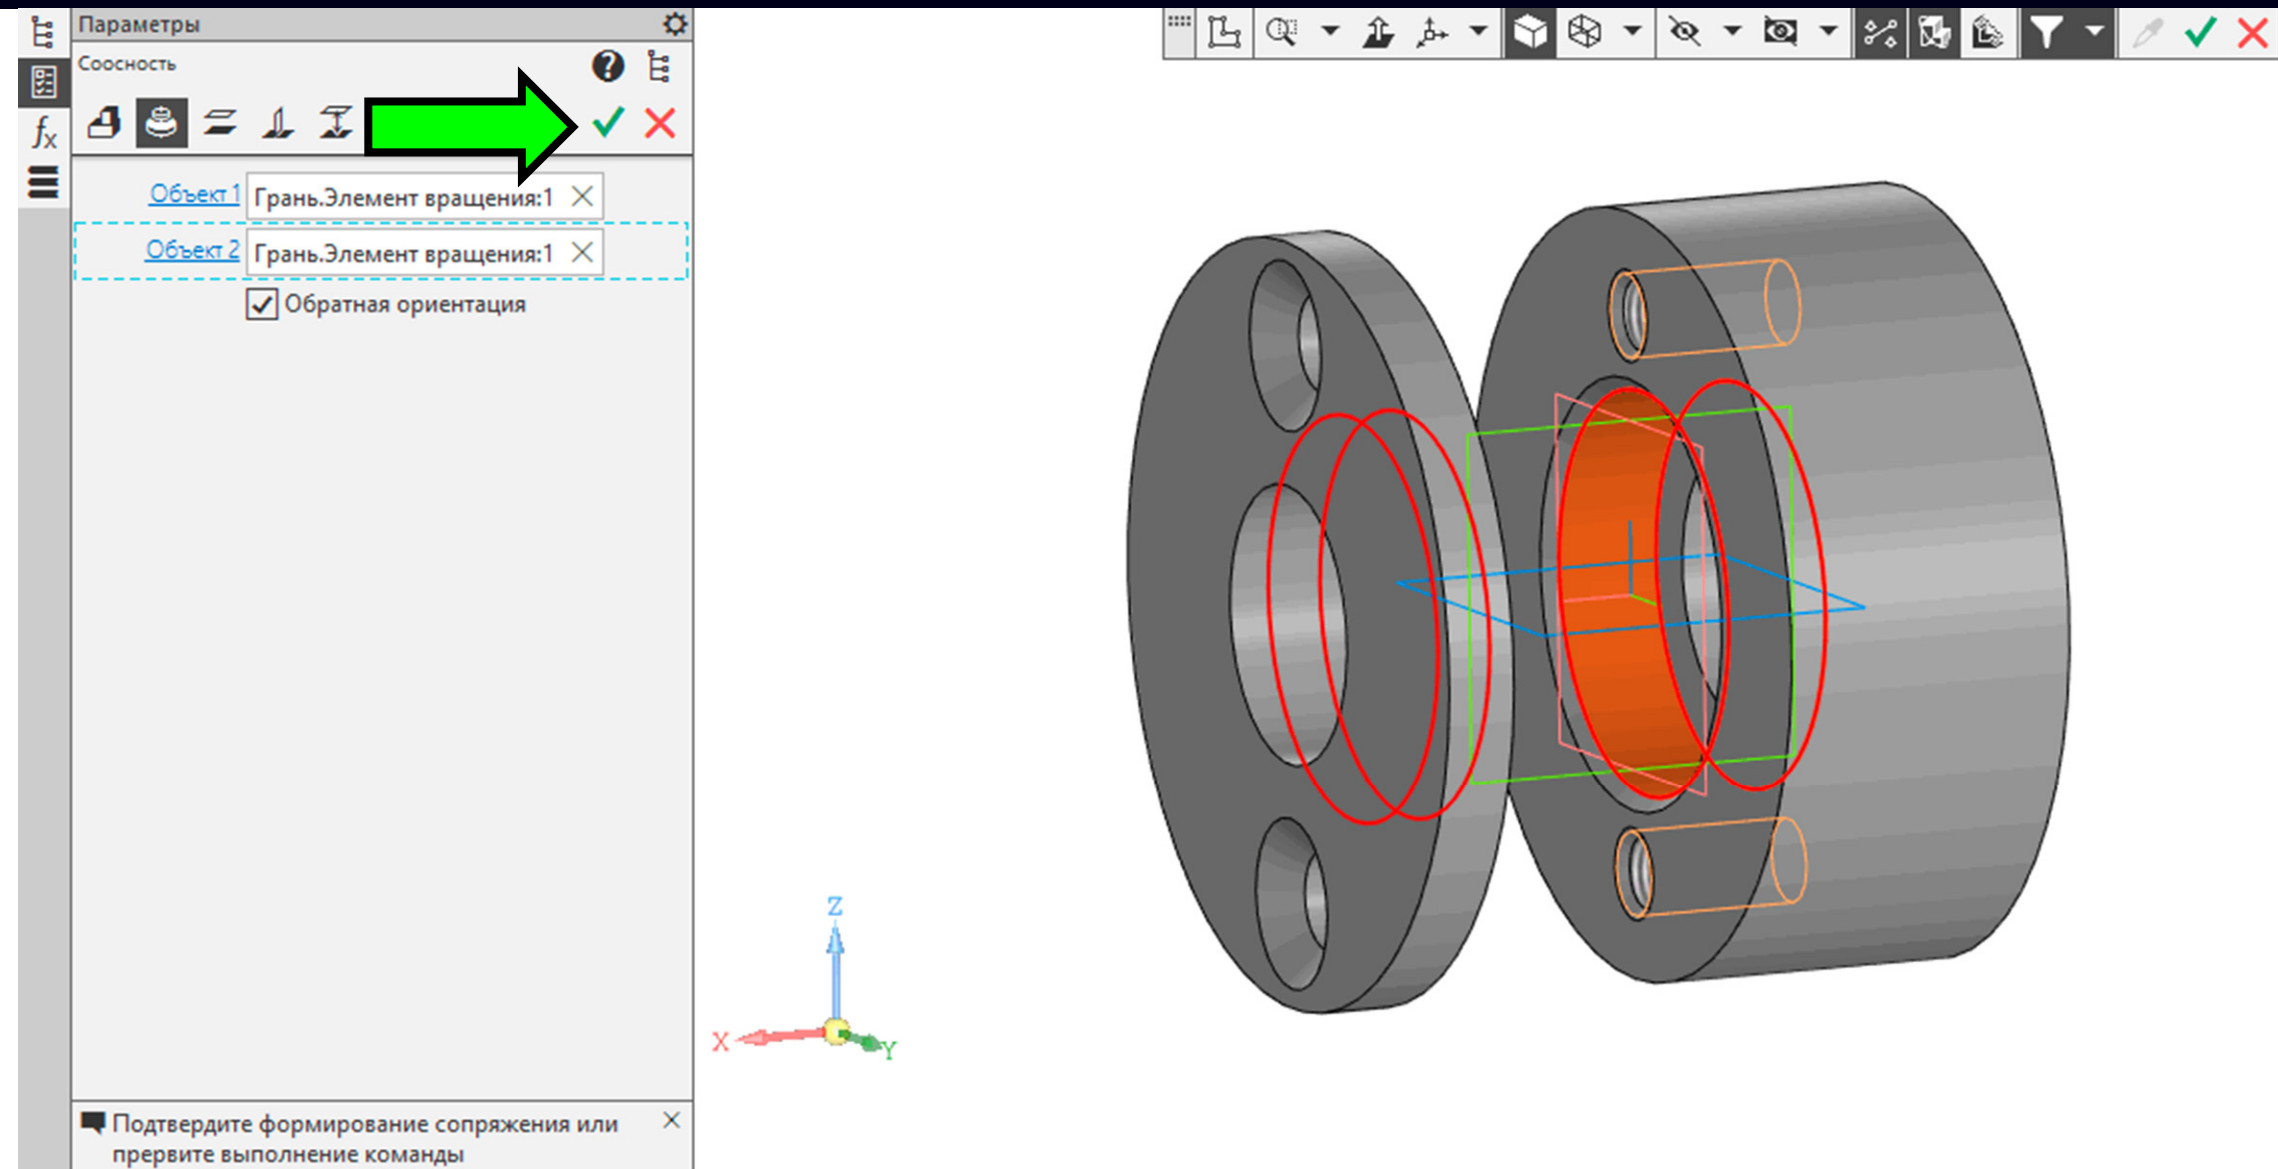 Параметры
Соосность
fx
Объект 1
Грань.Элемент вращения:1
Объект 2
Грань.Элемент вращения:1
Обратная ориентация
Z
X
Y
Подтвердите формирование сопряжения или
прервите выполнение команды